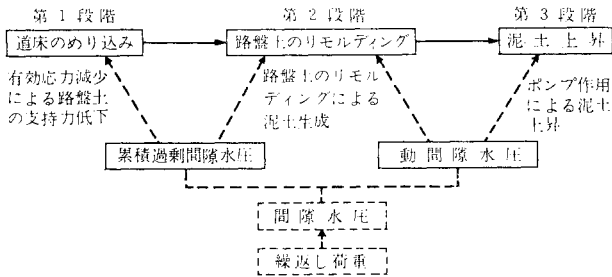 第1段階 第2段階 第3段階
道床のめり込み 路盤土のリモルディング 泥土上昇
有効応力減少
による路盤土
の支持力低下
路盤土のリモル
ディングによる
泥土生成
ポンプ作用
による泥土
上昇
累積過剰間隙水圧 動間隙水圧
間隙水圧
繰返し荷重